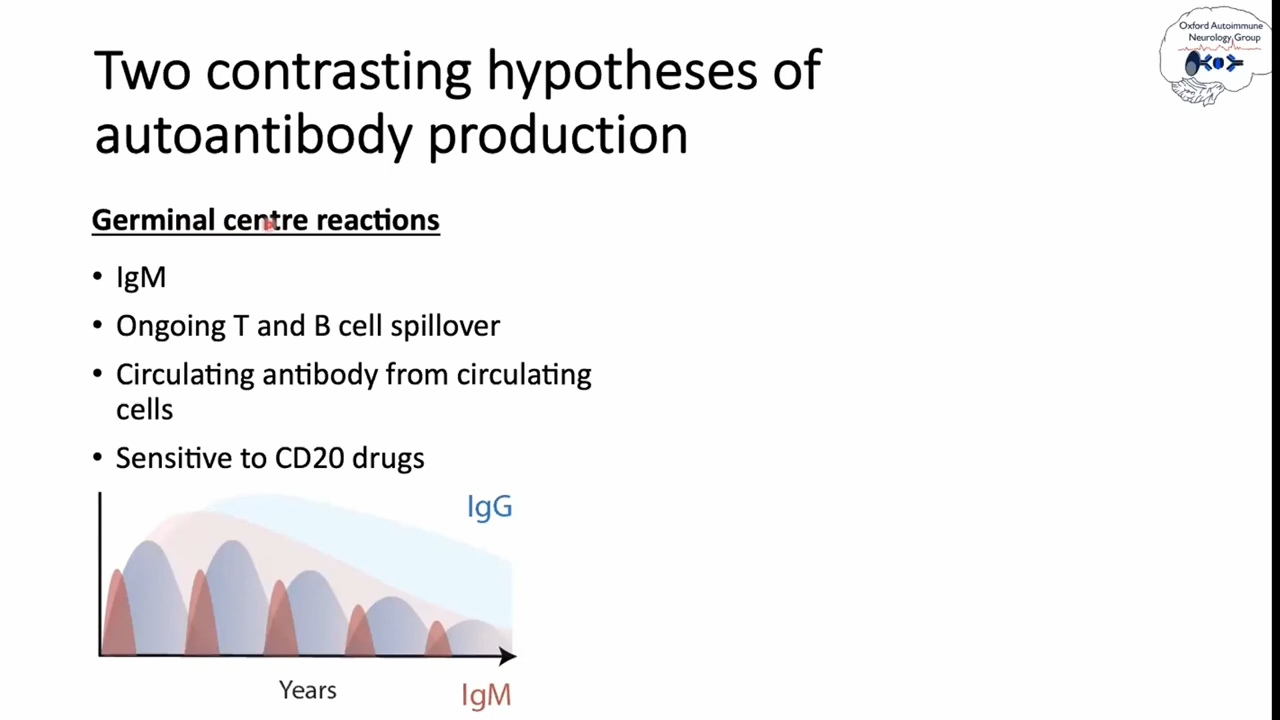 Two contrasting hypotheses of
autoantibody production
Oxford Autoimmune
Neurology Group
Germinal centre reactions
• IgM
• Ongoing T and B cell spillover
• Circulating antibody from circulating
cells
• Sensitive to CD20 drugs
IgG
Years
IgM